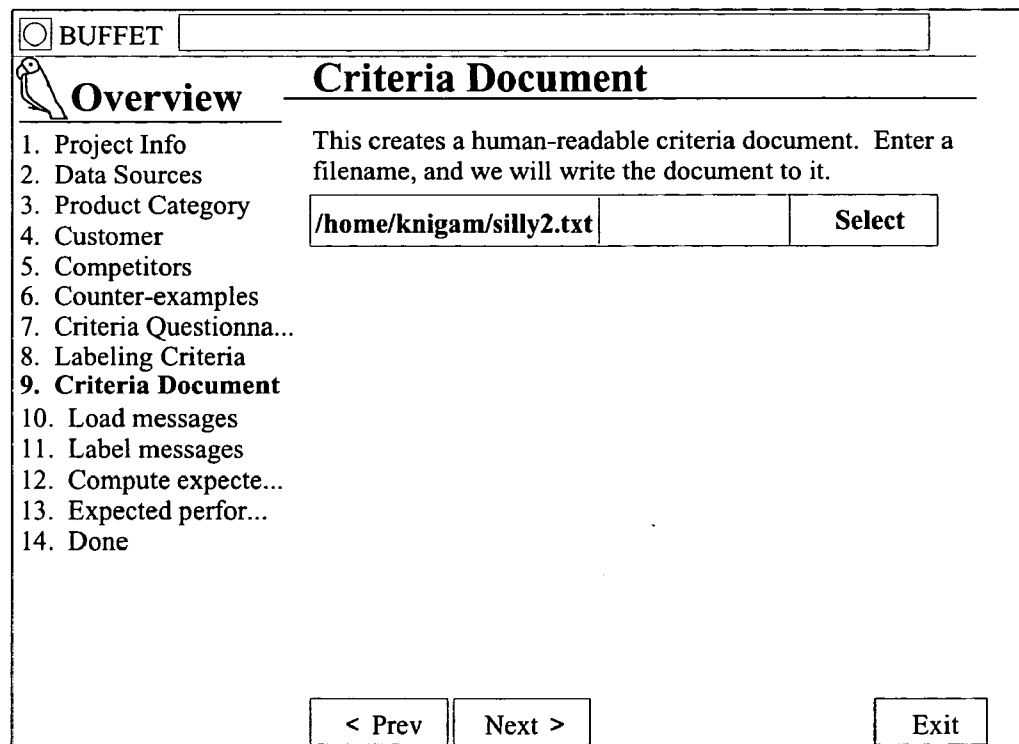 BUFFET
Overview
1. Project Info
2. Data Sources
3. Product Category
4. Customer
5. Competitors
6. Counter-examples
7. Criteria Questionna...
8. Labeling Criteria
9. Criteria Document
10. Load messages
11. Label messages
12. Compute expecte...
13. Expected perfor...
14. Done
Criteria Document
This creates a human-readable criteria document. Enter a
filename, and we will write the document to it.
/home/knigam/silly2.txt Select
< Prev Next > Exit